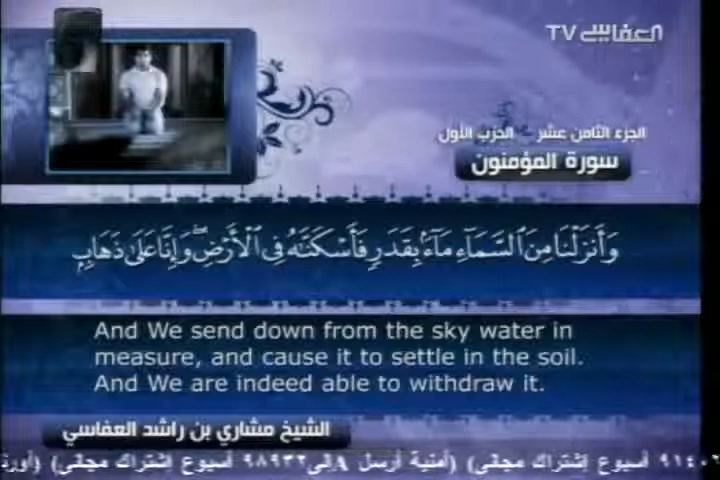 العفاسي TV
الجزء الثامن عشر - الحزب الأول
سورة المؤمنون
وَأَنزَلْنَا مِنَ السَّمَاءِ مَاءً بِقَدَرٍ فَأَسْكَنَّاهُ فِي الْأَرْضِ ۖ وَإِنَّا عَلَىٰ ذَهَابٍ
And We send down from the sky water in
measure, and cause it to settle in the soil.
And We are indeed able to withdraw it.
الشيخ مشاري بن راشد العفاسي
أسبوع إشتراك مجاني) (أمنية أرسل Aإلى ٩٨٩٣٢ أسبوع إشتراك مجاني)